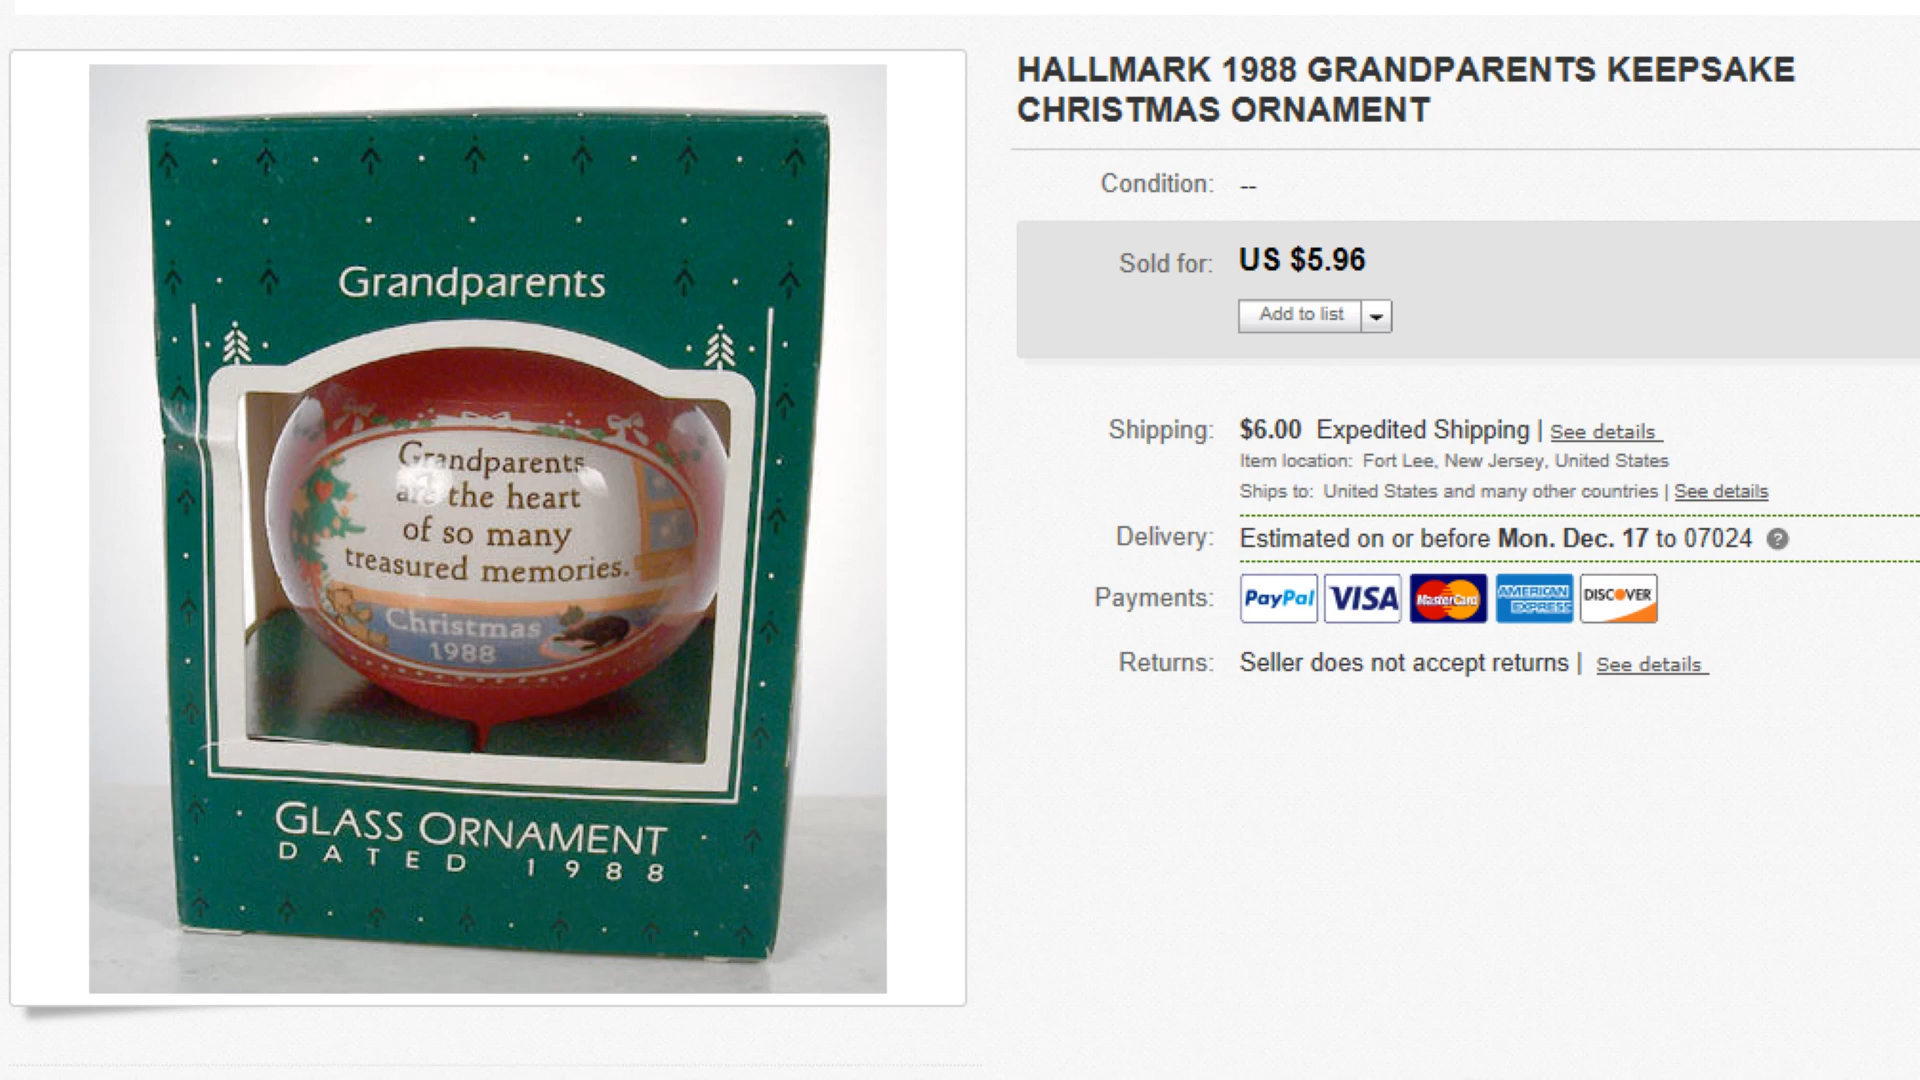 Grandparents
Grandparents
are the heart
of so many
treasured memories.
Christmas
1988
GLASS ORNAMENT
DATED 1988
HALLMARK 1988 GRANDPARENTS KEEPSAKE
CHRISTMAS ORNAMENT
Condition: --
Sold for: US $5.96
Add to list
Shipping: $6.00 Expedited Shipping | See details
Item location: Fort Lee, New Jersey, United States
Ships to: United States and many other countries | See details
Delivery: Estimated on or before Mon. Dec. 17 to 07024 ?
Payments: PayPal VISA MasterCard AMERICAN EXPRESS DISCOVER
Returns: Seller does not accept returns | See details